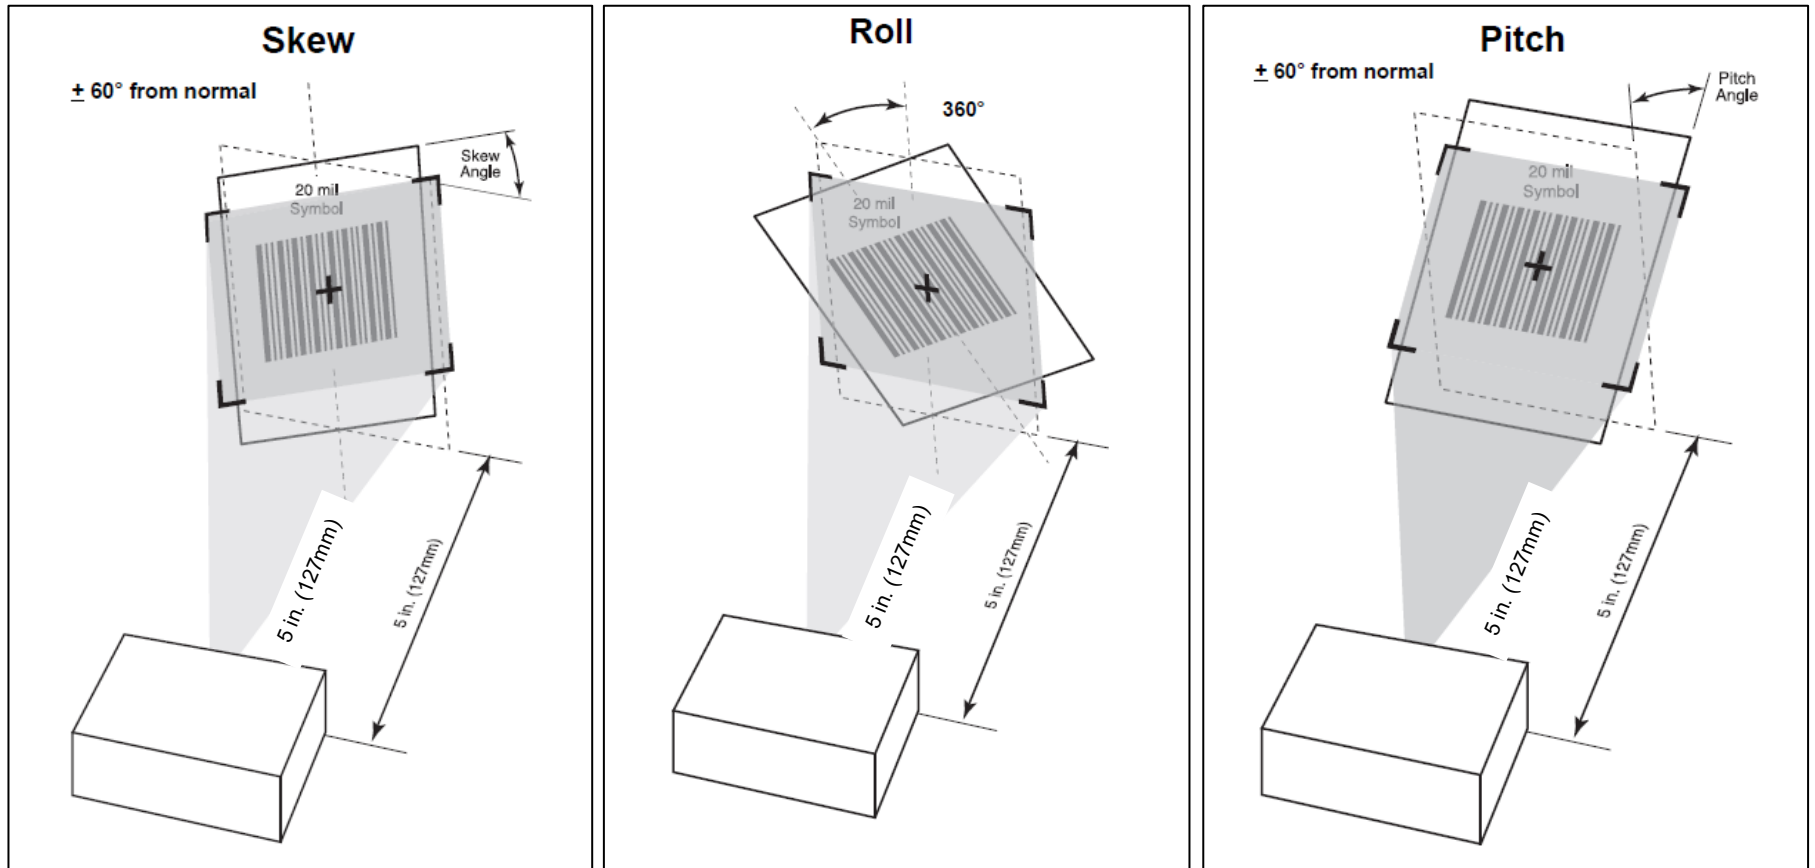 Skew
± 60° from normal
Skew
Angle
20 mil
Symbol
5 in. (127mm)
5 in. (127mm)
Roll
360°
20 mil
Symbol
5 in. (127mm)
5 in. (127mm)
Pitch
± 60° from normal
Pitch
Angle
20 mil
Symbol
5 in. (127mm)
5 in. (127mm)